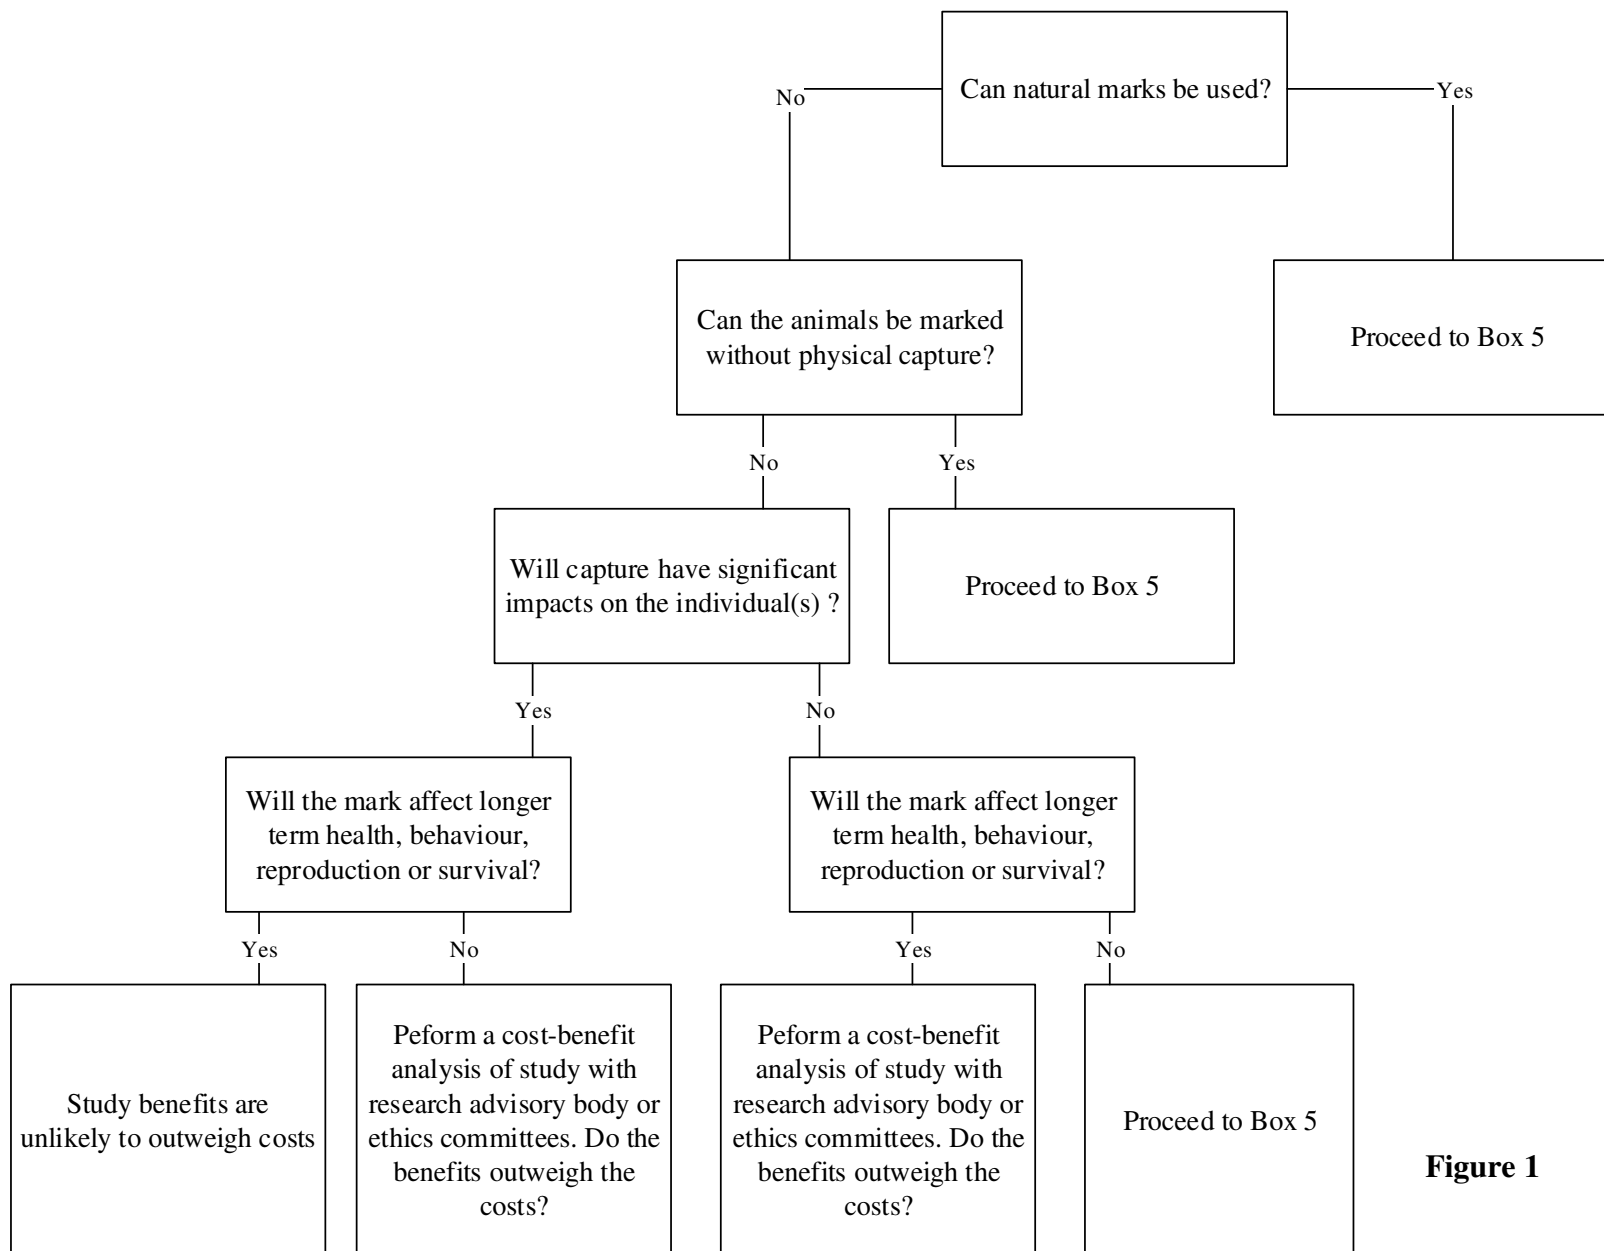 Can natural marks be used?
No
Yes
Can the animals be marked
without physical capture?
Proceed to Box 5
No
Yes
Will capture have significant
impacts on the individual(s) ?
Proceed to Box 5
Yes
No
Will the mark affect longer
term health, behaviour,
reproduction or survival?
Will the mark affect longer
term health, behaviour,
reproduction or survival?
Yes
No
Yes
No
Study benefits are
unlikely to outweigh costs
Peform a cost-benefit
analysis of study with
research advisory body or
ethics committees. Do the
benefits outweigh the
costs?
Peform a cost-benefit
analysis of study with
research advisory body or
ethics committees. Do the
benefits outweigh the
costs?
Proceed to Box 5
Figure 1